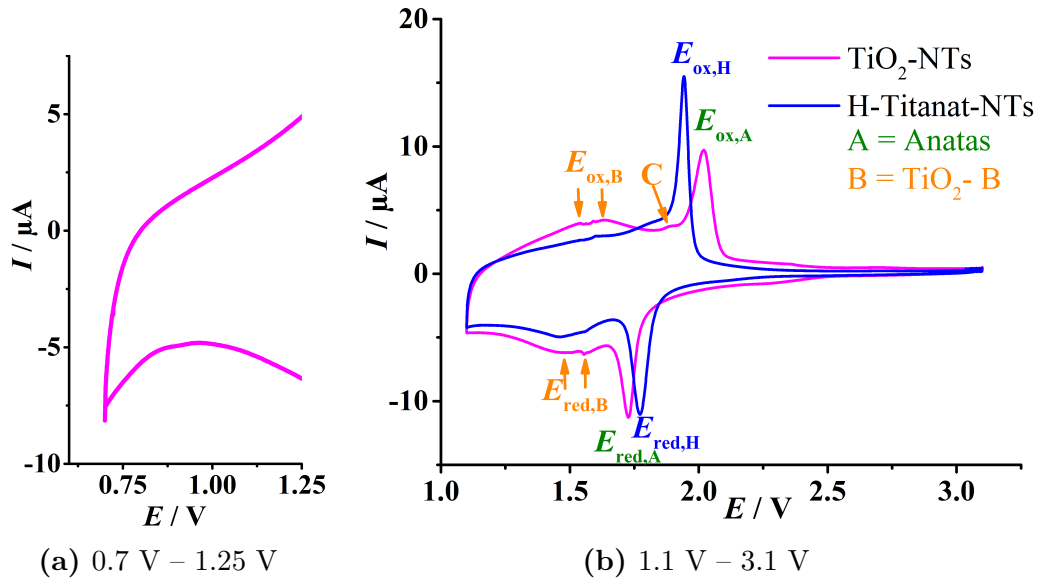 5
0
-5
-10
I / μA
0.75 1.00 1.25
E / V
(a) 0.7 V – 1.25 V
20
10
0
-10
I / μA
E_ox,H
E_ox,A
E_ox,B
C
E_red,B
E_red,A
E_red,H
TiO₂-NTs
H-Titanat-NTs
A = Anatas
B = TiO₂- B
1.0 1.5 2.0 2.5 3.0
E / V
(b) 1.1 V – 3.1 V